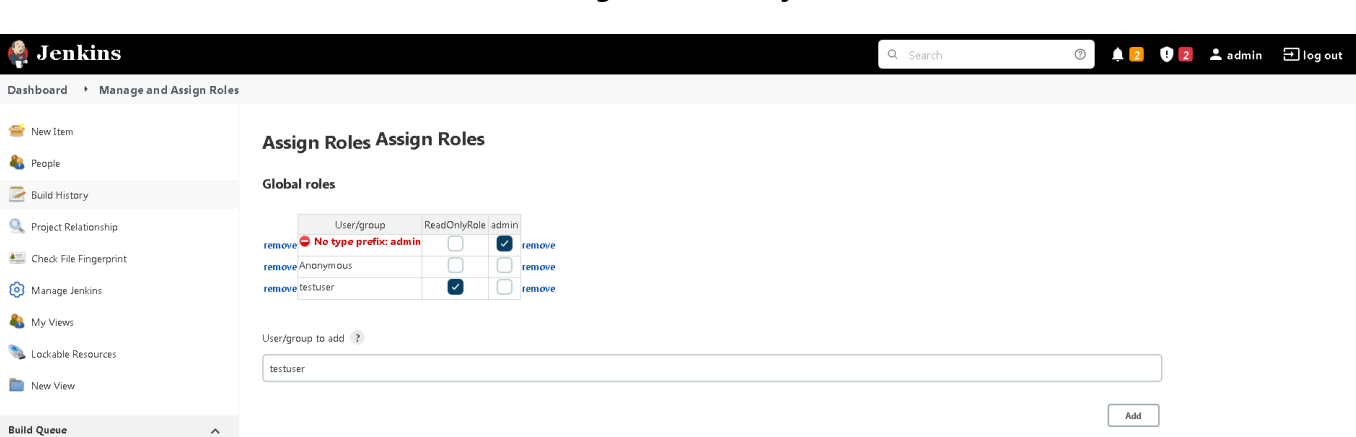 Jenkins
Search
2
2
admin
log out
Dashboard
Manage and Assign Roles
New Item
People
Build History
Project Relationship
Check File Fingerprint
Manage Jenkins
My Views
Lockable Resources
New View
Build Queue
Assign Roles Assign Roles
Global roles
User/group ReadOnlyRole admin
remove No type prefix: admin remove
remove Anonymous remove
remove testuser remove
User/group to add ?
testuser
Add